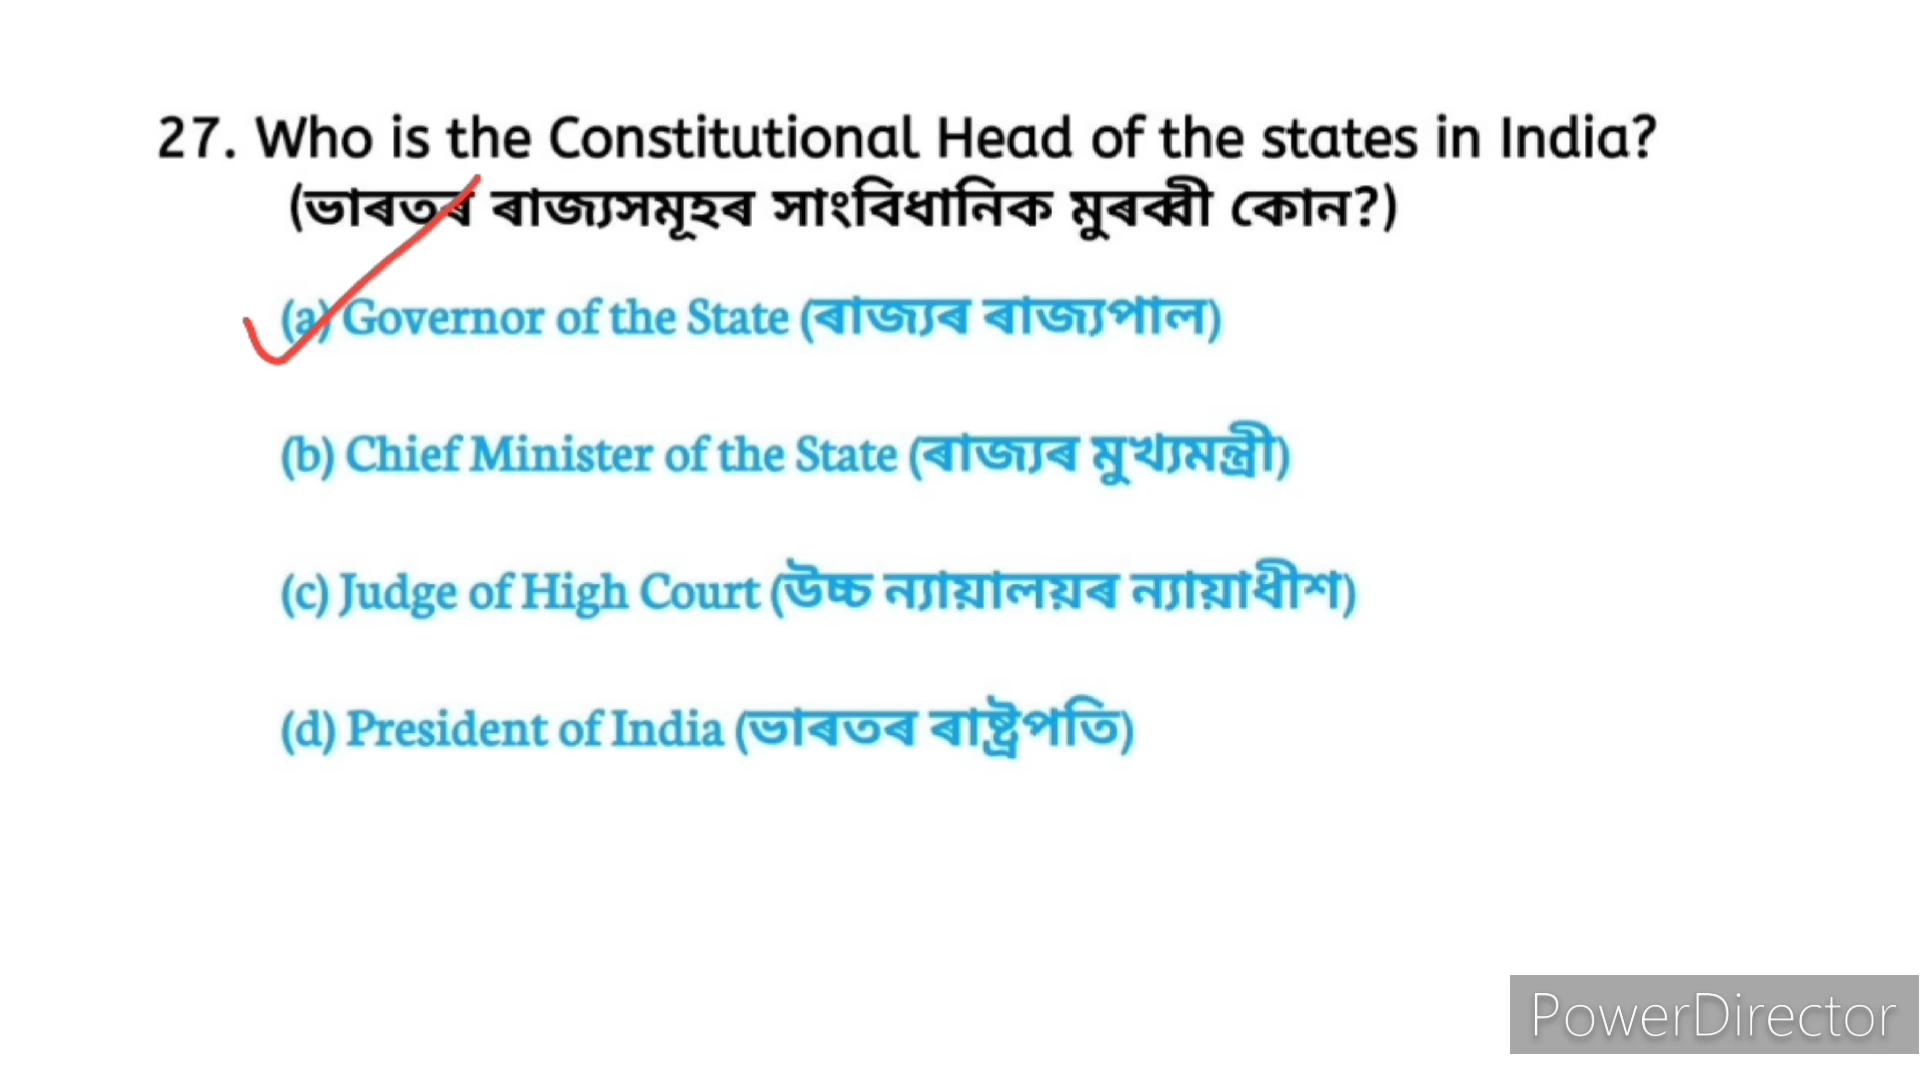 27. Who is the Constitutional Head of the states in India?
(ভাৰতৰ ৰাজ্যসমূহৰ সাংবিধানিক মুৰব্বী কোন?)
(a) Governor of the State (ৰাজ্যৰ ৰাজ্যপাল)
(b) Chief Minister of the State (ৰাজ্যৰ মুখ্যমন্ত্ৰী)
(c) Judge of High Court (উচ্চ ন্যায়ালয়ৰ ন্যায়াধীশ)
(d) President of India (ভাৰতৰ ৰাষ্ট্ৰপতি)
PowerDirector